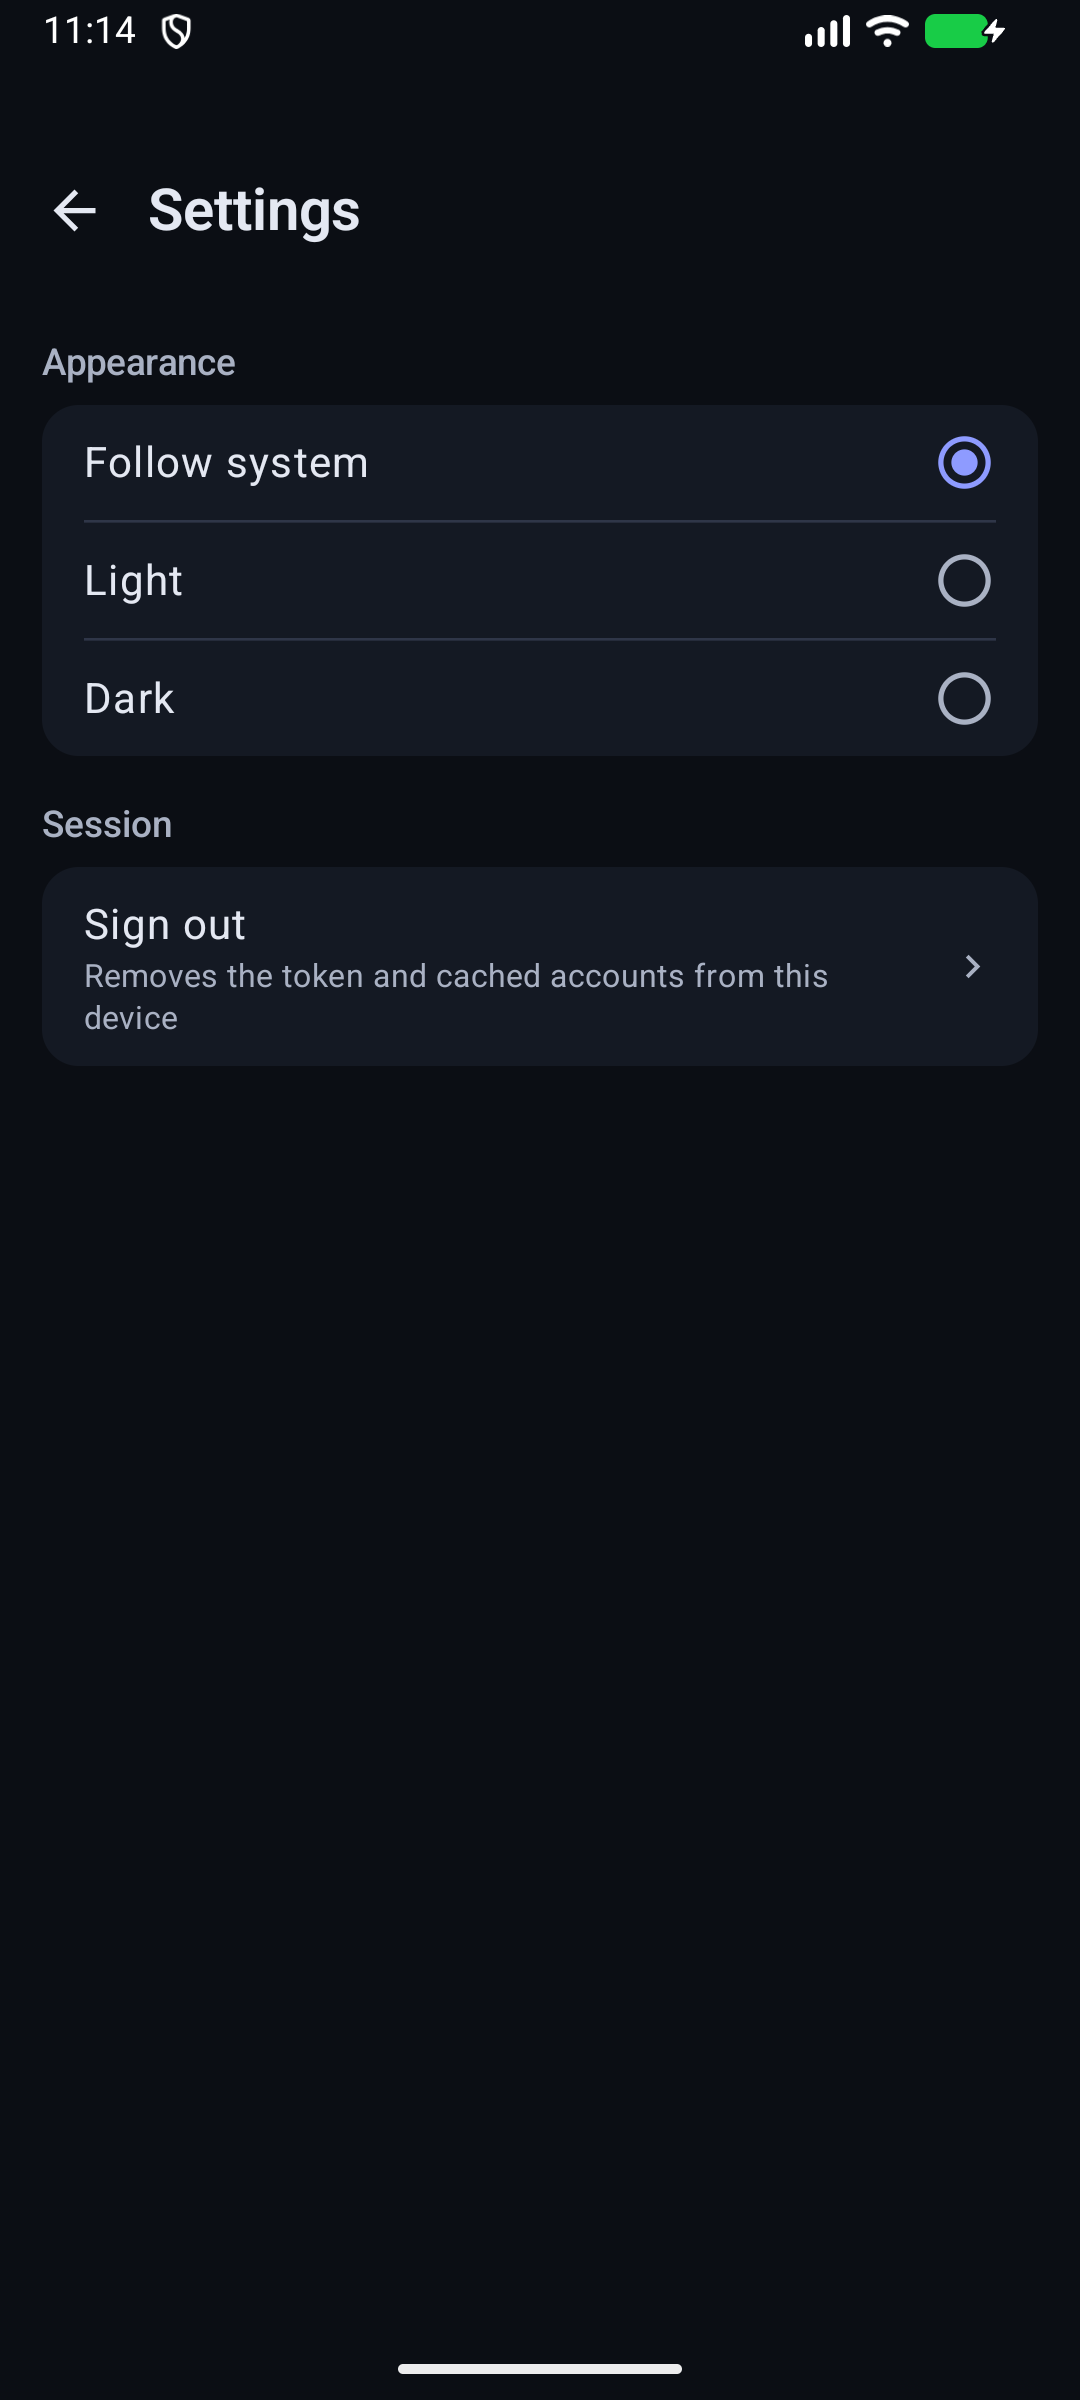 11:14
Settings
Appearance
Follow system
Light
Dark
Session
Sign out
Removes the token and cached accounts from this
device